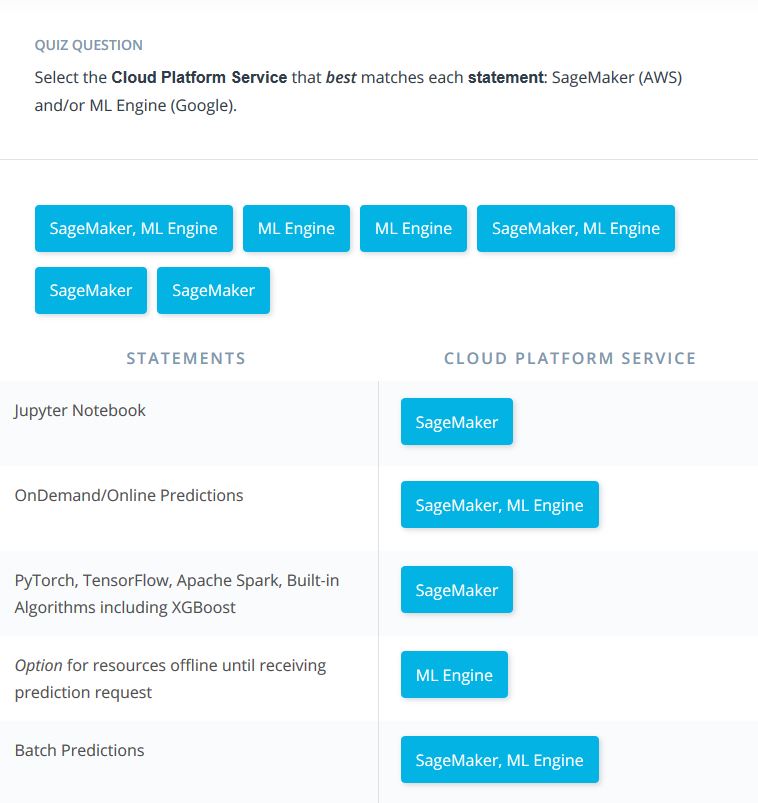 QUIZ QUESTION
Select the Cloud Platform Service that best matches each statement: SageMaker (AWS)
and/or ML Engine (Google).
SageMaker, ML Engine
ML Engine
ML Engine
SageMaker, ML Engine
SageMaker
SageMaker
STATEMENTS
CLOUD PLATFORM SERVICE
Jupyter Notebook
SageMaker
OnDemand/Online Predictions
SageMaker, ML Engine
PyTorch, TensorFlow, Apache Spark, Built-in
Algorithms including XGBoost
SageMaker
Option for resources offline until receiving
prediction request
ML Engine
Batch Predictions
SageMaker, ML Engine